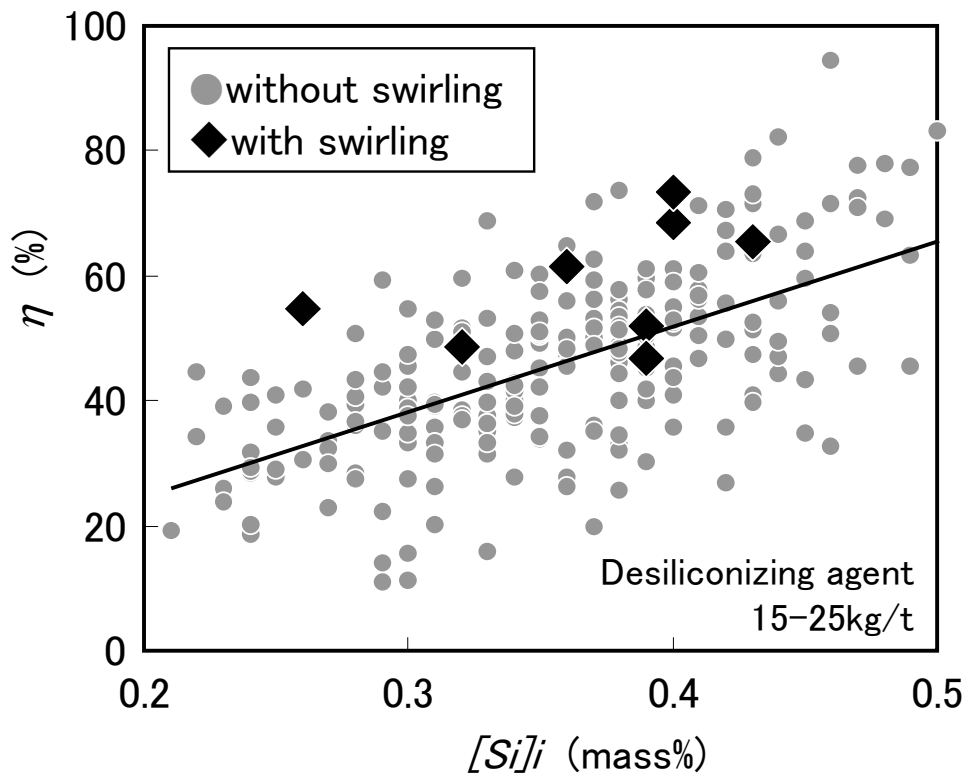 100
80
60
40
20
0
η (%)
without swirling
with swirling
Desiliconizing agent
15-25kg/t
0.2 0.3 0.4 0.5
[Si]i (mass%)